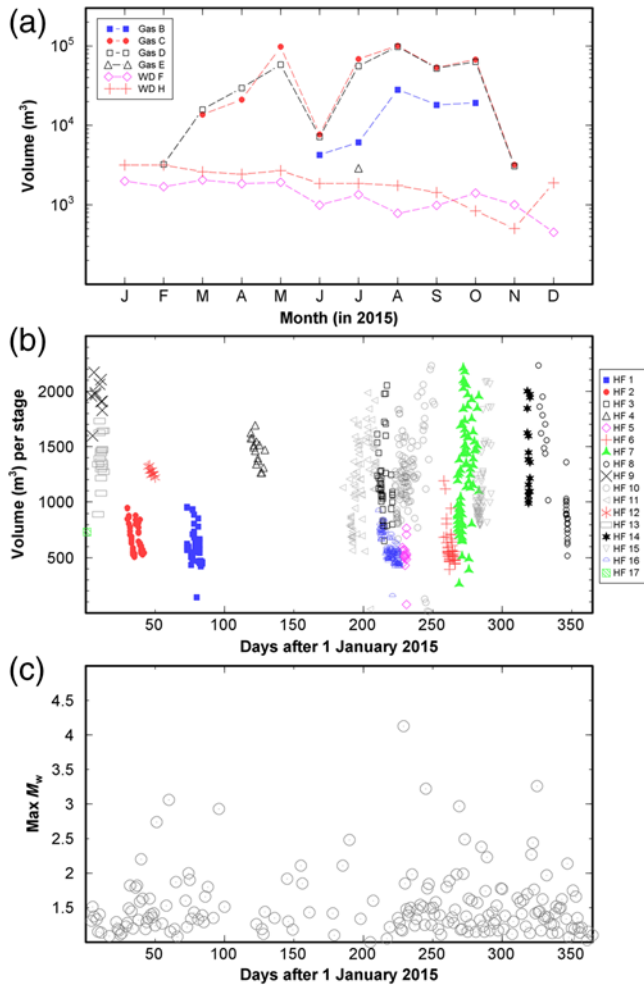 (a)
Gas B
Gas C
Gas D
Gas E
WD F
WD H
10⁵
10⁴
10³
Volume (m³)
J F M A M J J A S O N D
Month (in 2015)
(b)
2000
1500
1000
500
Volume (m³) per stage
50 100 150 200 250 300 350
Days after 1 January 2015
HF 1
HF 2
HF 3
HF 4
HF 5
HF 6
HF 7
HF 8
HF 9
HF 10
HF 11
HF 12
HF 13
HF 14
HF 15
HF 16
HF 17
(c)
4.5
4
3.5
3
2.5
2
1.5
1
Max Mw
0 50 100 150 200 250 300 350
Days after 1 January 2015